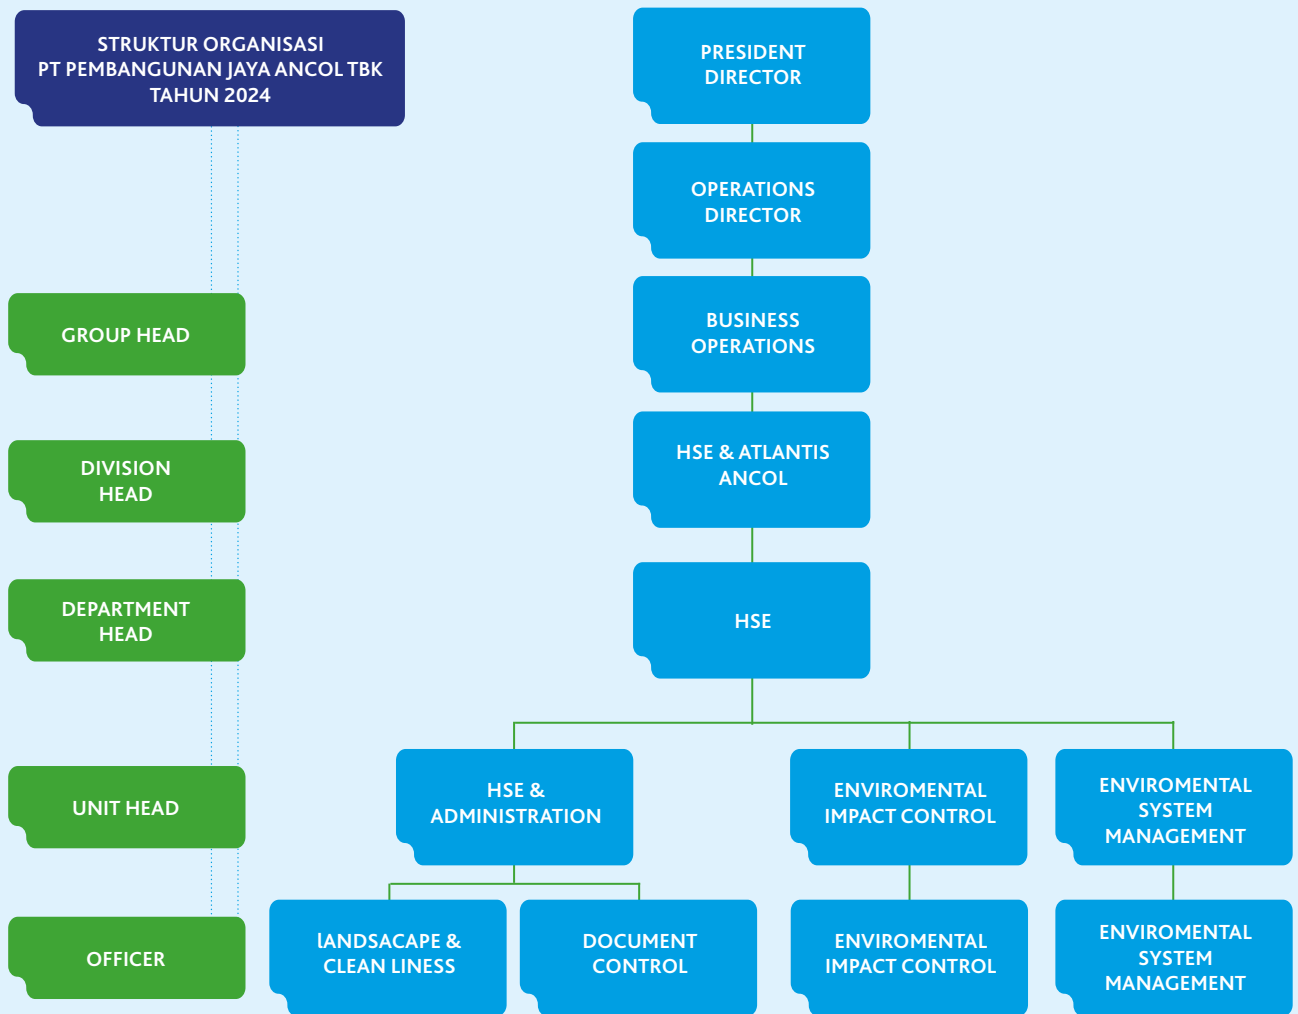 STRUKTUR ORGANISASI
PT PEMBANGUNAN JAYA ANCOL TBK
TAHUN 2024
PRESIDENT
DIRECTOR
OPERATIONS
DIRECTOR
GROUP HEAD
BUSINESS
OPERATIONS
DIVISION
HEAD
HSE & ATLANTIS
ANCOL
DEPARTMENT
HEAD
HSE
UNIT HEAD
HSE &
ADMINISTRATION
ENVIROMENTAL
IMPACT CONTROL
ENVIROMENTAL
SYSTEM
MANAGEMENT
OFFICER
lANDSACAPE &
CLEAN LINESS
DOCUMENT
CONTROL
ENVIROMENTAL
IMPACT CONTROL
ENVIROMENTAL
SYSTEM
MANAGEMENT